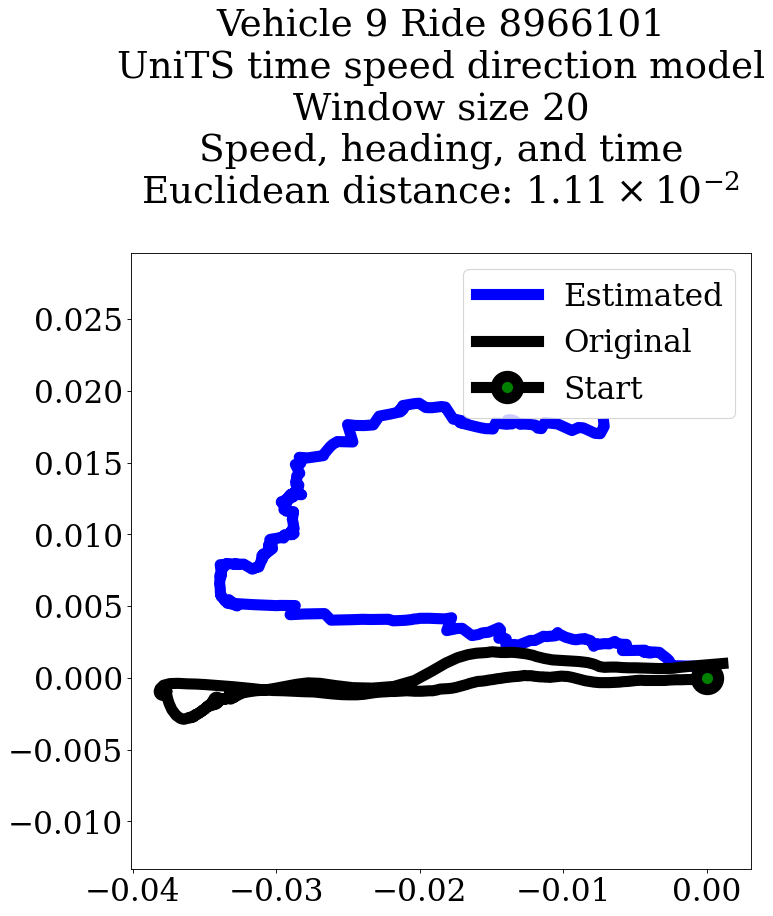 Vehicle 9 Ride 8966101
UniTS time speed direction model
Window size 20
Speed, heading, and time
Euclidean distance: 1.11 × 10⁻²
Estimated
Original
Start
0.025
0.020
0.015
0.010
0.005
0.000
−0.005
−0.010
−0.04 −0.03 −0.02 −0.01 0.00